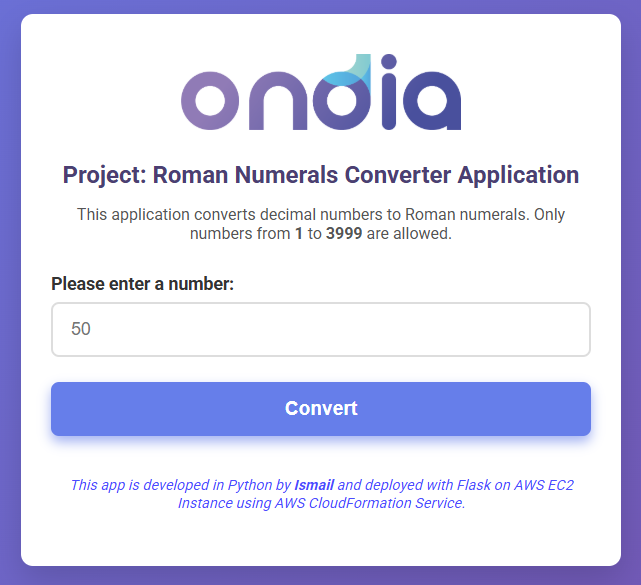 ondia
Project: Roman Numerals Converter Application
This application converts decimal numbers to Roman numerals. Only
numbers from 1 to 3999 are allowed.
Please enter a number:
50
Convert
This app is developed in Python by Ismail and deployed with Flask on AWS EC2
Instance using AWS CloudFormation Service.